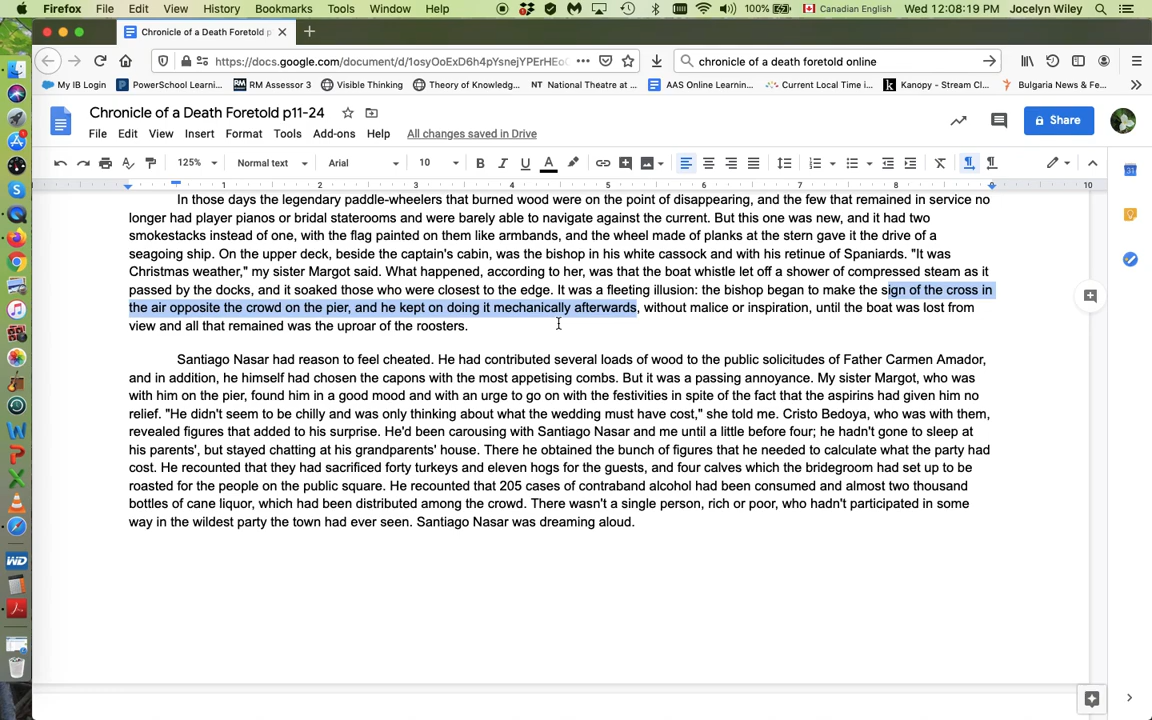 Firefox File Edit View History Bookmarks Tools Window Help 100% Canadian English Wed 12:08:19 PM Jocelyn Wiley
Chronicle of a Death Foretold p
https://docs.google.com/document/d/1osyOoExD6h4pYsnejYPErHEo chronicle of a death foretold online
My IB Login PowerSchool Learni... RM Assessor 3 Visible Thinking Theory of Knowledg... NT National Theatre at ... AAS Online Learnin... Current Local Time i... Kanopy - Stream Cl... Bulgaria News & Fe...
Chronicle of a Death Foretold p11-24
File Edit View Insert Format Tools Add-ons Help All changes saved in Drive
Share
125% Normal text Arial 10
1 2 3 4 5 6 7 8 9 10
In those days the legendary paddle-wheelers that burned wood were on the point of disappearing, and the few that remained in service no
longer had player pianos or bridal staterooms and were barely able to navigate against the current. But this one was new, and it had two
smokestacks instead of one, with the flag painted on them like armbands, and the wheel made of planks at the stern gave it the drive of a
seagoing ship. On the upper deck, beside the captain's cabin, was the bishop in his white cassock and with his retinue of Spaniards. "It was
Christmas weather," my sister Margot said. What happened, according to her, was that the boat whistle let off a shower of compressed steam as it
passed by the docks, and it soaked those who were closest to the edge. It was a fleeting illusion: the bishop began to make the sign of the cross in
the air opposite the crowd on the pier, and he kept on doing it mechanically afterwards, without malice or inspiration, until the boat was lost from
view and all that remained was the uproar of the roosters.
Santiago Nasar had reason to feel cheated. He had contributed several loads of wood to the public solicitudes of Father Carmen Amador,
and in addition, he himself had chosen the capons with the most appetising combs. But it was a passing annoyance. My sister Margot, who was
with him on the pier, found him in a good mood and with an urge to go on with the festivities in spite of the fact that the aspirins had given him no
relief. "He didn't seem to be chilly and was only thinking about what the wedding must have cost," she told me. Cristo Bedoya, who was with them,
revealed figures that added to his surprise. He'd been carousing with Santiago Nasar and me until a little before four; he hadn't gone to sleep at
his parents', but stayed chatting at his grandparents' house. There he obtained the bunch of figures that he needed to calculate what the party had
cost. He recounted that they had sacrificed forty turkeys and eleven hogs for the guests, and four calves which the bridegroom had set up to be
roasted for the people on the public square. He recounted that 205 cases of contraband alcohol had been consumed and almost two thousand
bottles of cane liquor, which had been distributed among the crowd. There wasn't a single person, rich or poor, who hadn't participated in some
way in the wildest party the town had ever seen. Santiago Nasar was dreaming aloud.